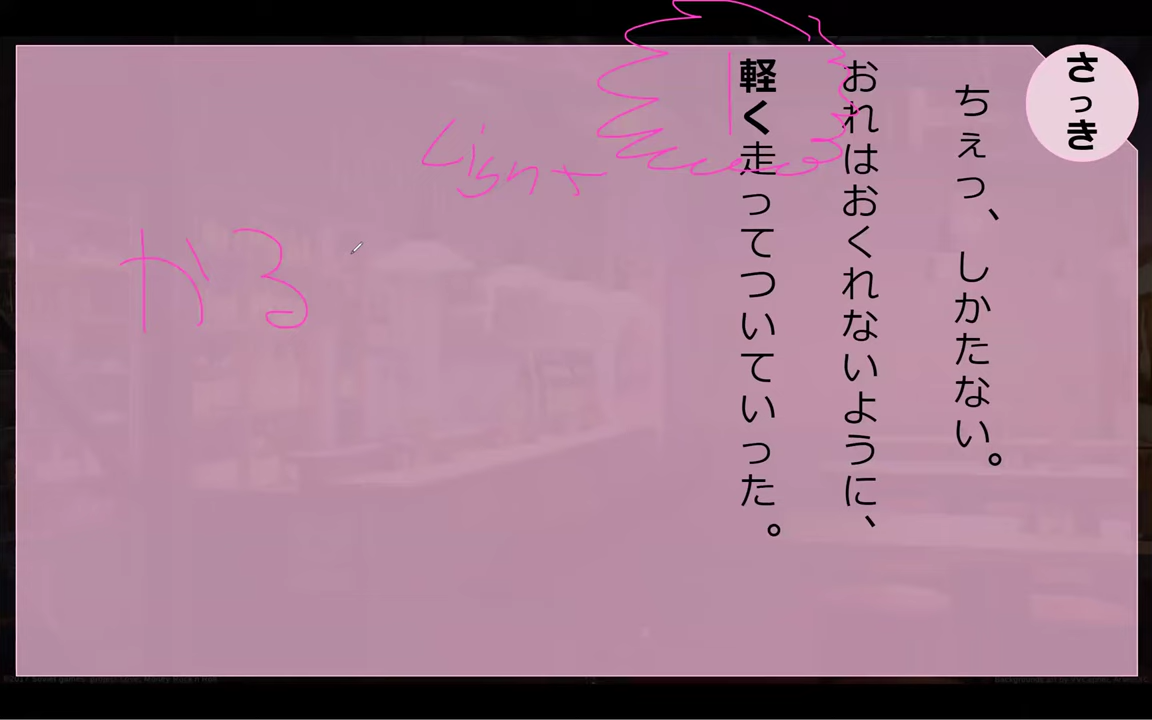 さっき
ちぇっ、しかたない。
おれはおくれないように、
軽く走ってついていった。
Light
かる